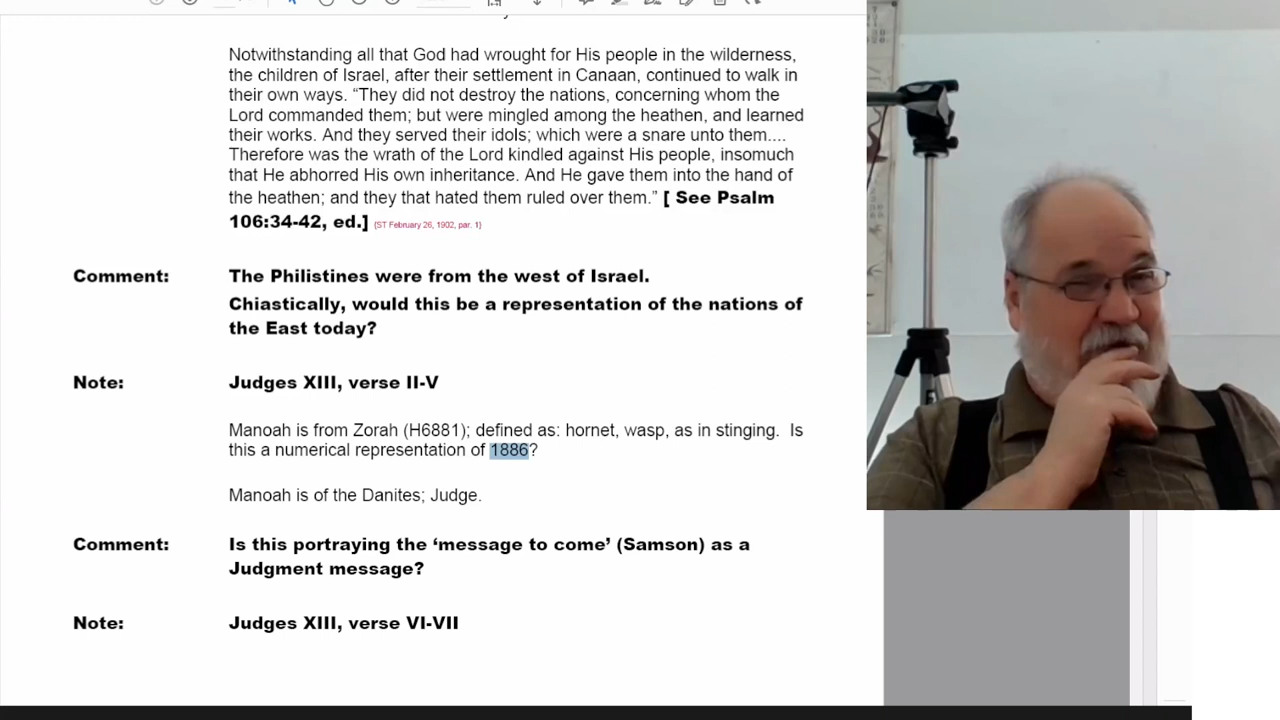 Notwithstanding all that God had wrought for His people in the wilderness,
the children of Israel, after their settlement in Canaan, continued to walk in
their own ways. “They did not destroy the nations, concerning whom the
Lord commanded them; but were mingled among the heathen, and learned
their works. And they served their idols; which were a snare unto them....
Therefore was the wrath of the Lord kindled against His people, insomuch
that He abhorred His own inheritance. And He gave them into the hand of
the heathen; and they that hated them ruled over them.” [ See Psalm
106:34-42, ed.] {ST February 26, 1902, par. 1}
Comment: The Philistines were from the west of Israel.
Chiastically, would this be a representation of the nations of
the East today?
Note: Judges XIII, verse II-V
Manoah is from Zorah (H6881); defined as: hornet, wasp, as in stinging. Is
this a numerical representation of 1886?
Manoah is of the Danites; Judge.
Comment: Is this portraying the ‘message to come’ (Samson) as a
Judgment message?
Note: Judges XIII, verse VI-VII